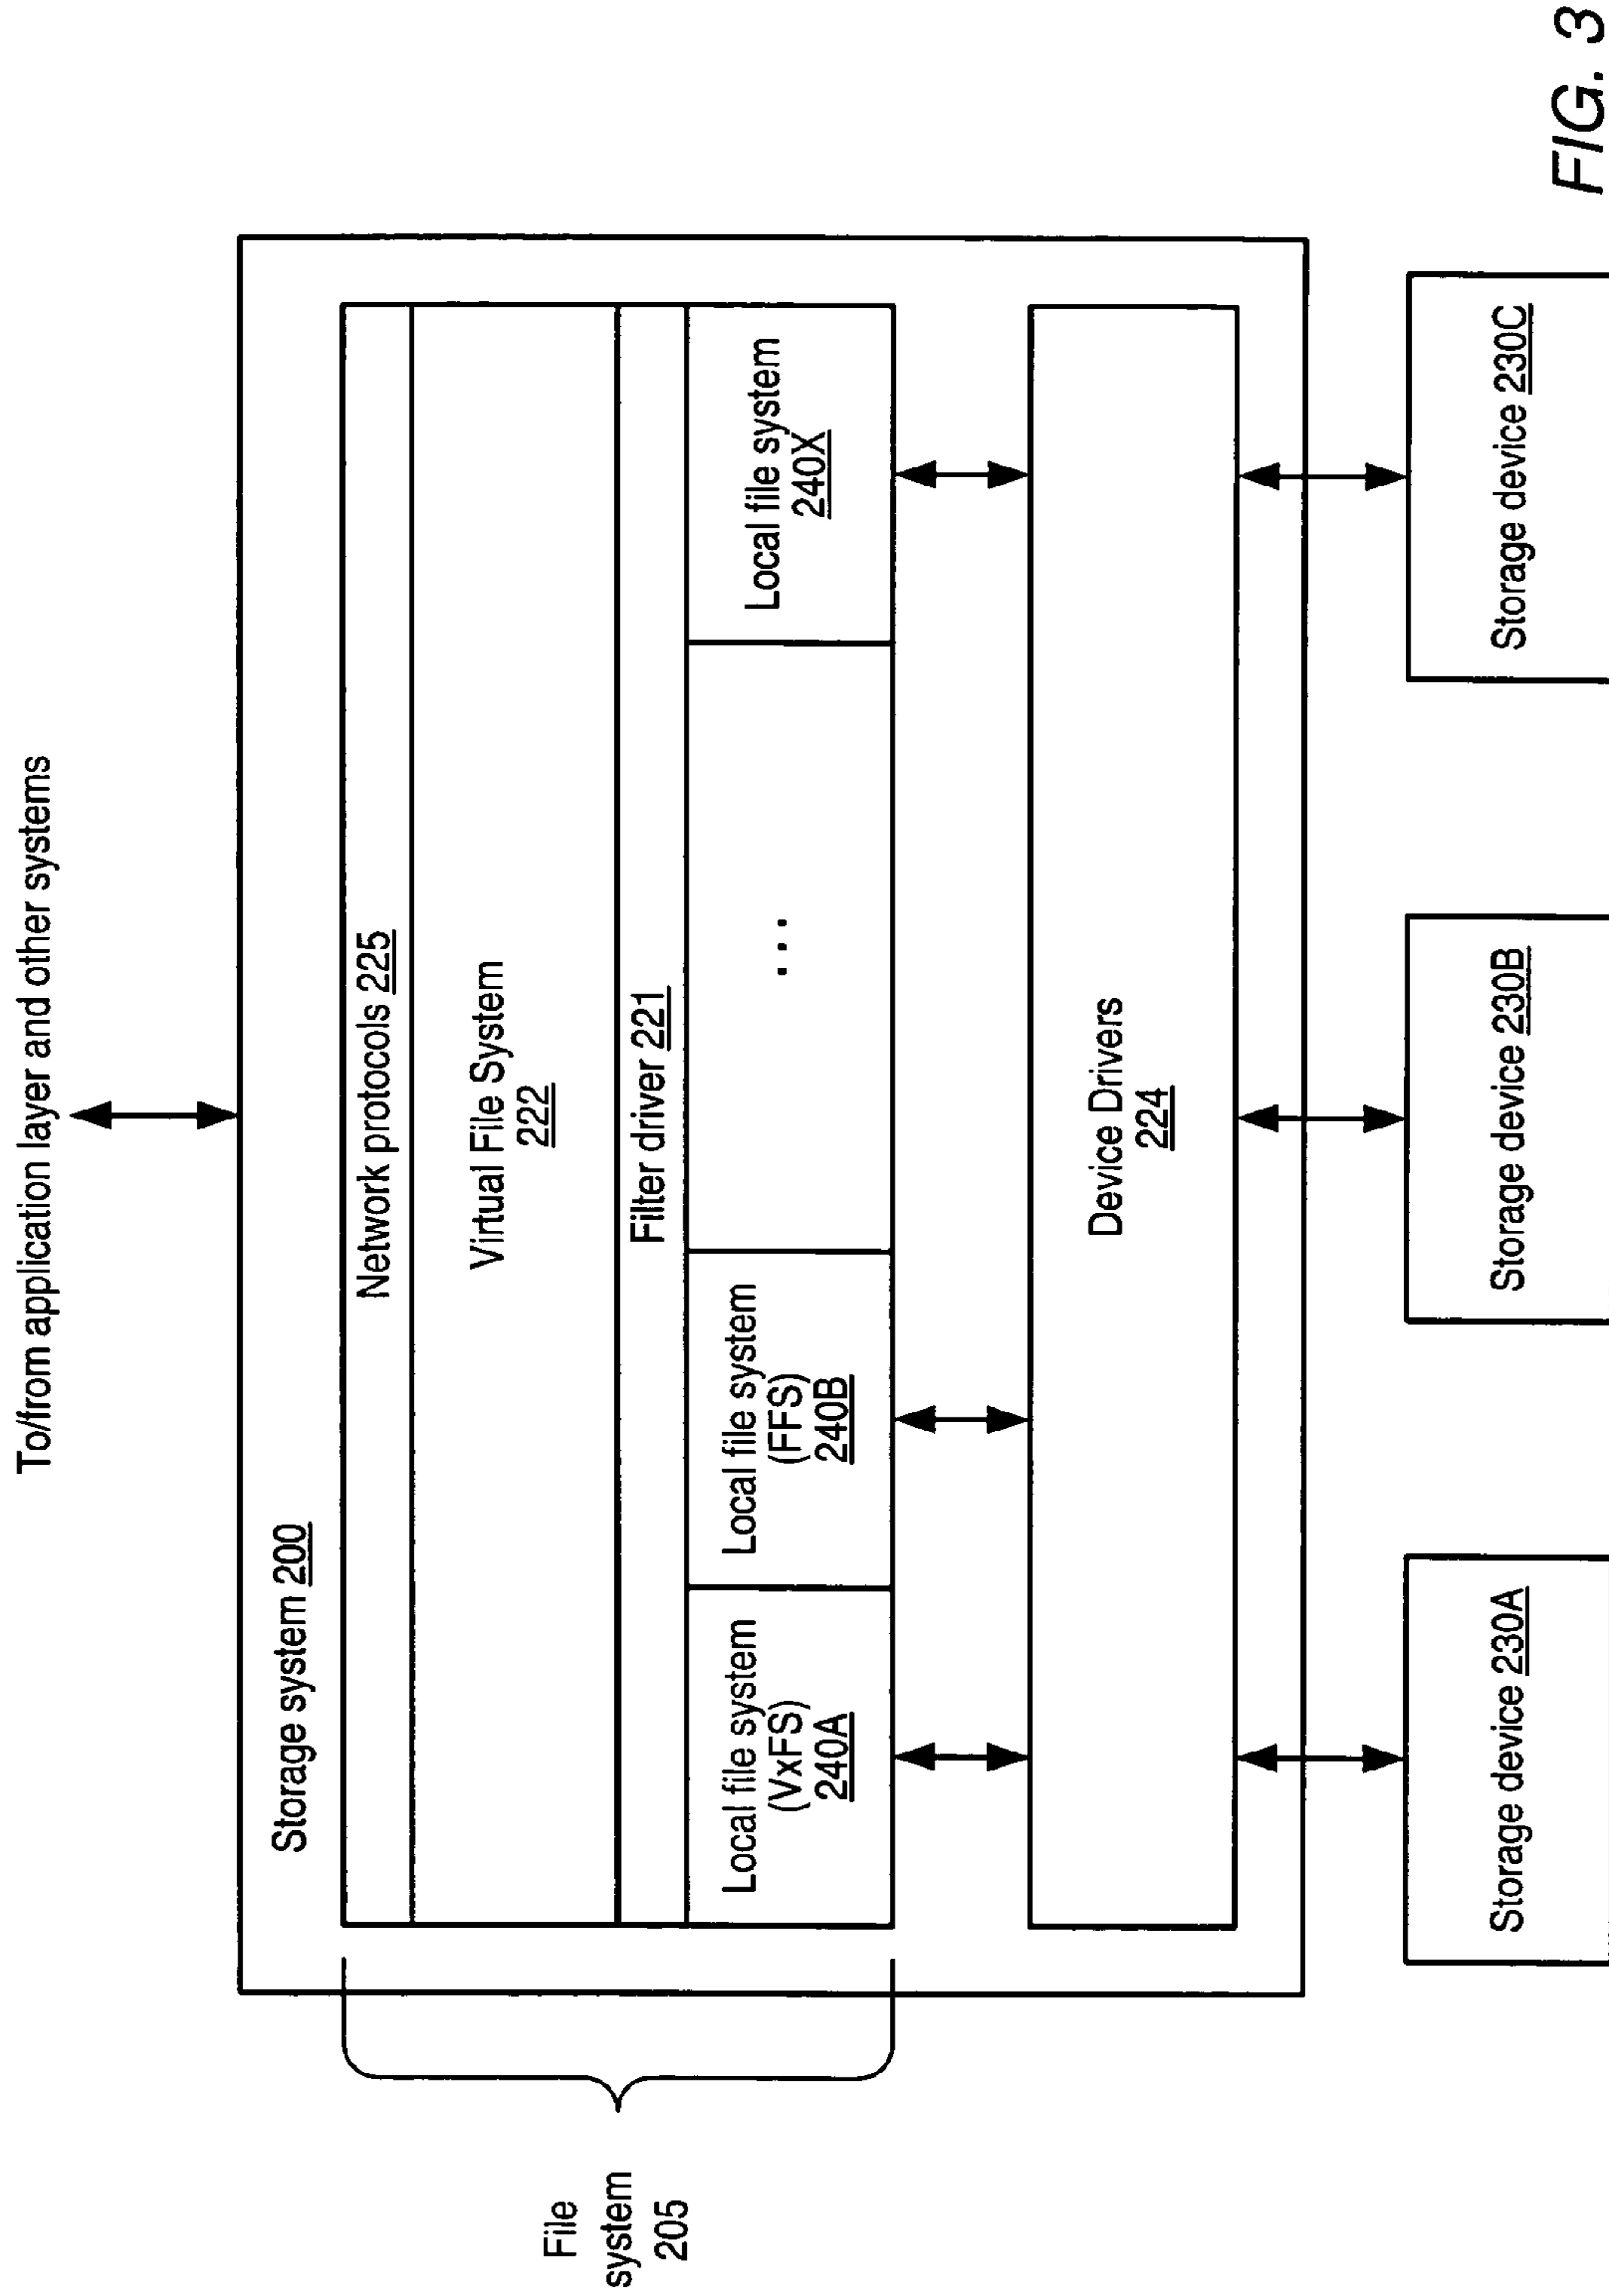 To/from application layer and other systems
Storage system 200
Network protocols 225
Virtual File System
222
Filter driver 221
Local file system
(VxFS)
240A
Local file system
(FFS)
240B
...
Local file system
240X
File
system
205
Device Drivers
224
Storage device 230A
Storage device 230B
Storage device 230C
FIG. 3